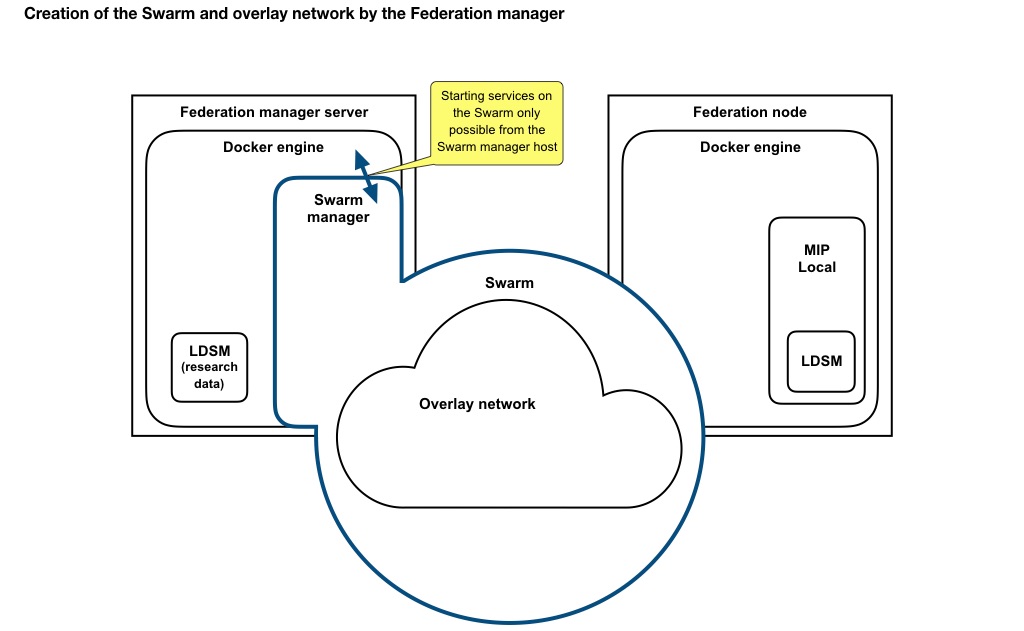 Creation of the Swarm and overlay network by the Federation manager
Starting services on
the Swarm only
possible from the
Swarm manager host
Federation manager server
Docker engine
Swarm
manager
LDSM
(research
data)
Federation node
Docker engine
MIP
Local
LDSM
Swarm
Overlay network